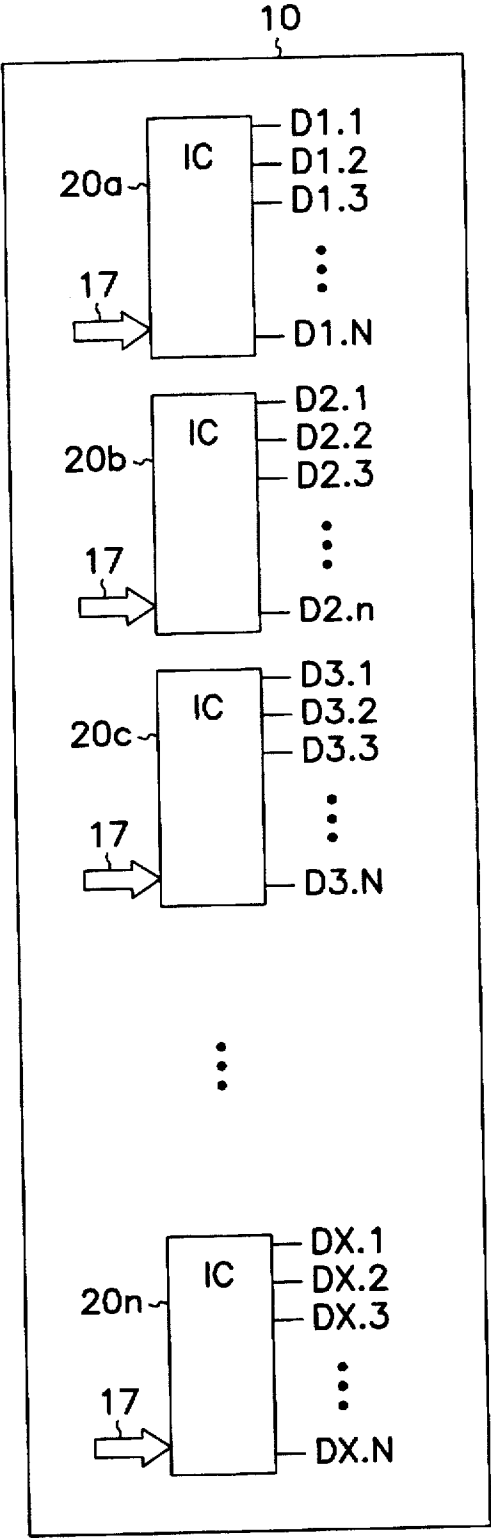 10
IC
20a
17
D1.1
D1.2
D1.3
D1.N
IC
20b
17
D2.1
D2.2
D2.3
D2.n
IC
20c
17
D3.1
D3.2
D3.3
D3.N
IC
20n
17
DX.1
DX.2
DX.3
DX.N